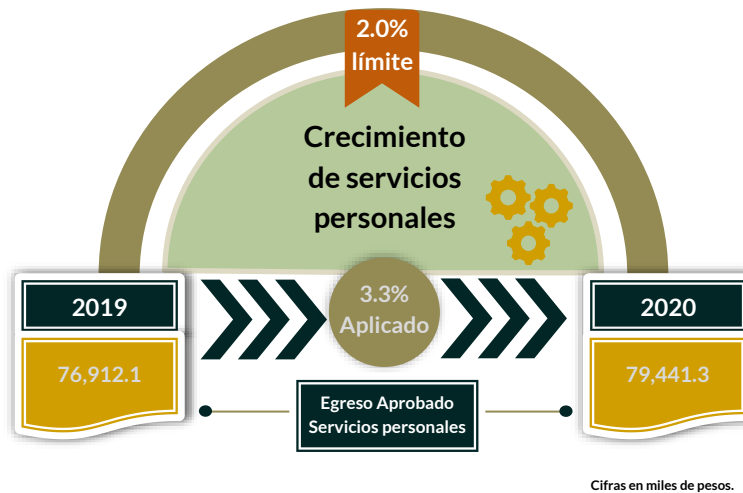 2.0%
límite
Crecimiento
de servicios
personales
2019
3.3%
Aplicado
2020
76,912.1
79,441.3
Egreso Aprobado
Servicios personales
Cifras en miles de pesos.